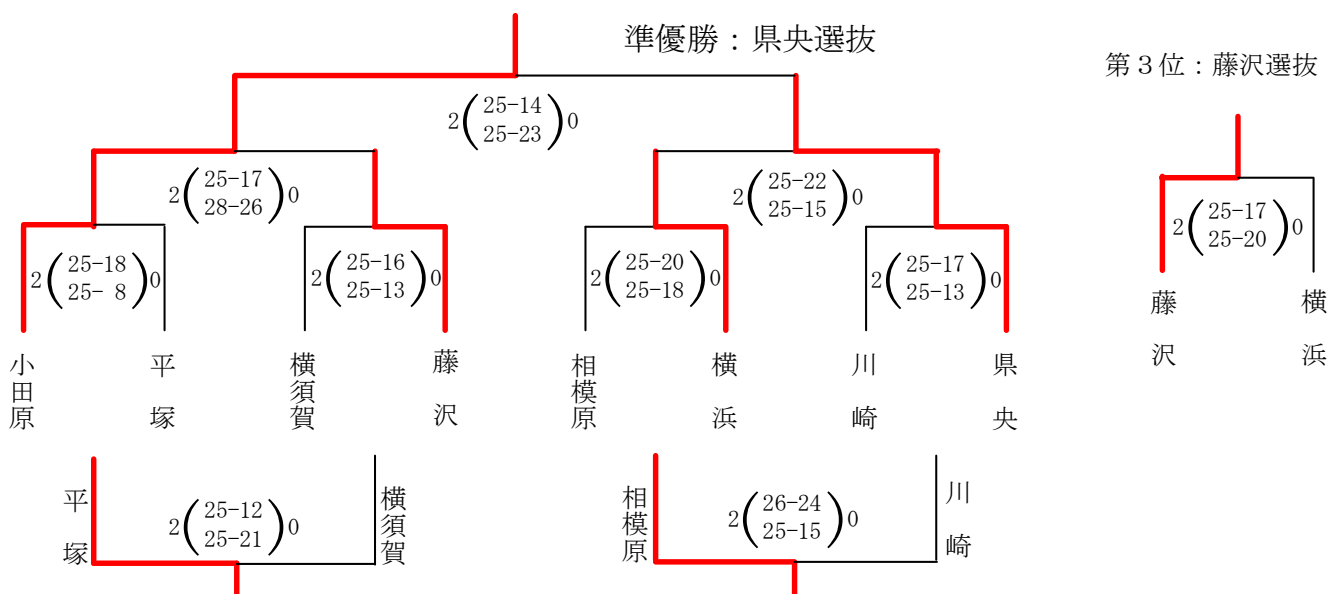 準優勝：県央選抜
第３位：藤沢選抜
2(25-14 25-23)0
2(25-17 28-26)0
2(25-22 25-15)0
2(25-17 25-20)0
2(25-18 25- 8)0
2(25-16 25-13)0
2(25-20 25-18)0
2(25-17 25-13)0
藤沢
横浜
小田原
平塚
横須賀
藤沢
相模原
横浜
川崎
県央
平塚
2(25-12 25-21)0
横須賀
相模原
2(26-24 25-15)0
川崎